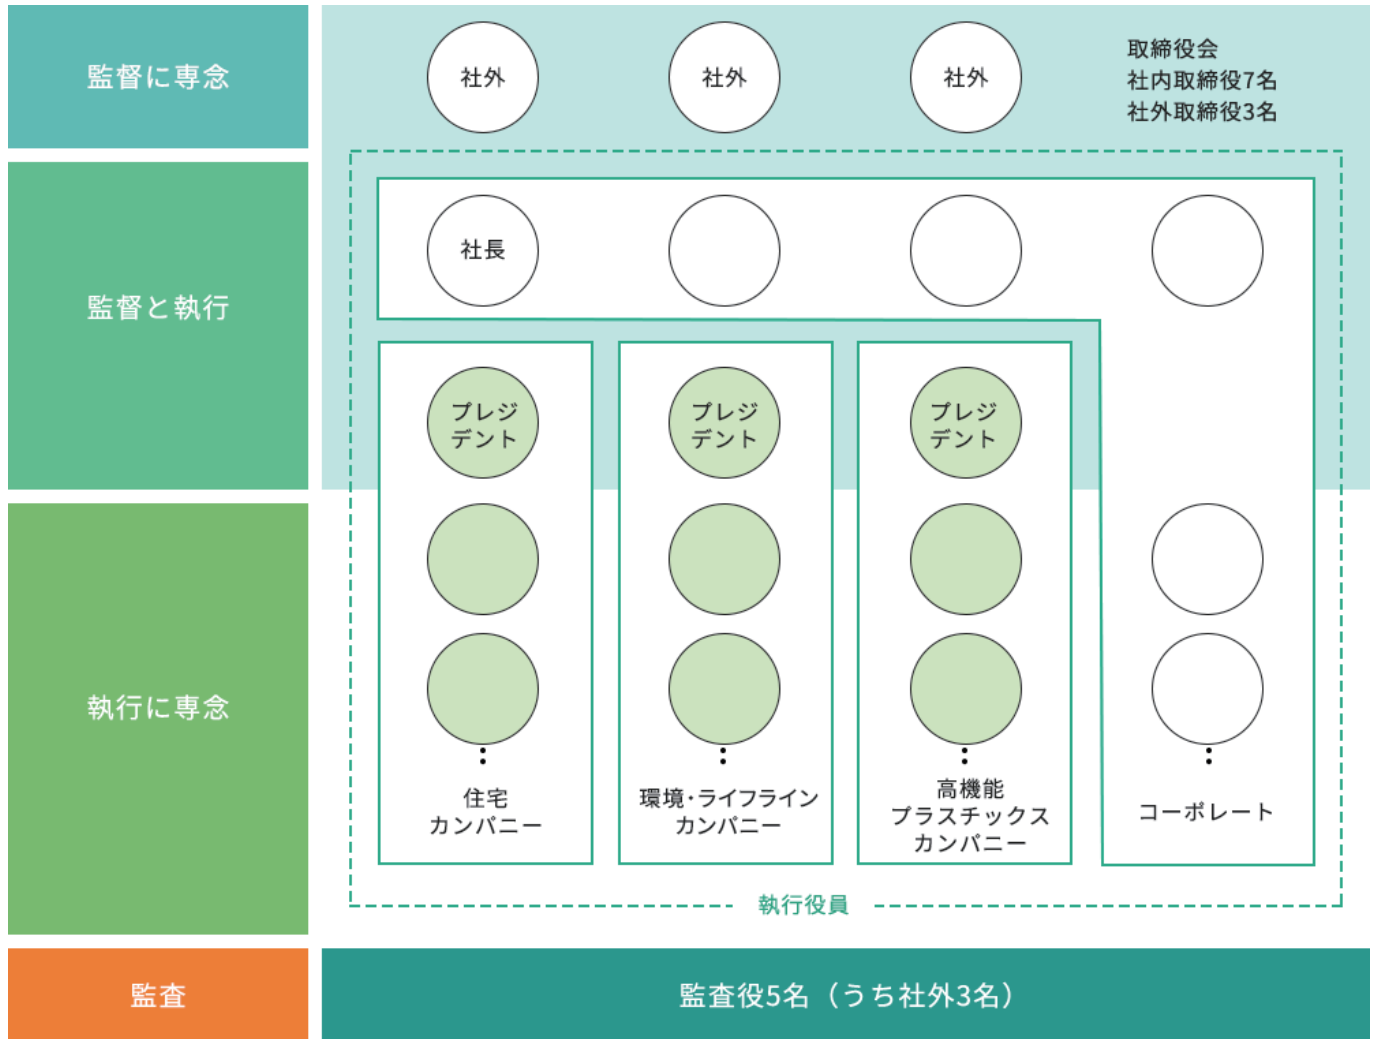 監督に専念
社外
社外
社外
取締役会
社内取締役7名
社外取締役3名
監督と執行
社長
プレジ
デント
プレジ
デント
プレジ
デント
執行に専念
住宅
カンパニー
環境・ライフライン
カンパニー
高機能
プラスチックス
カンパニー
コーポレート
執行役員
監査
監査役5名（うち社外3名）